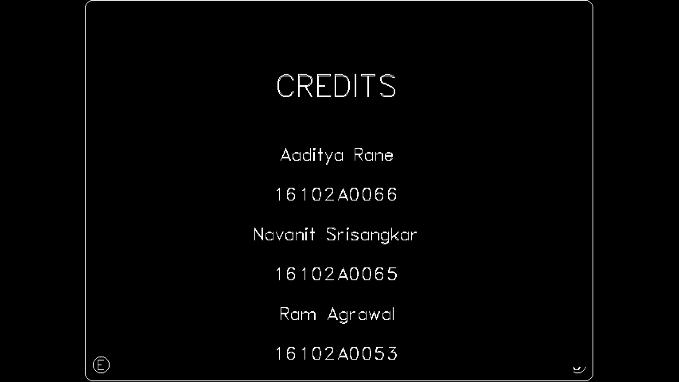 CREDITS
Aaditya Rane
16102A0066
Navanit Srisangkar
16102A0065
Ram Agrawal
16102A0053
E